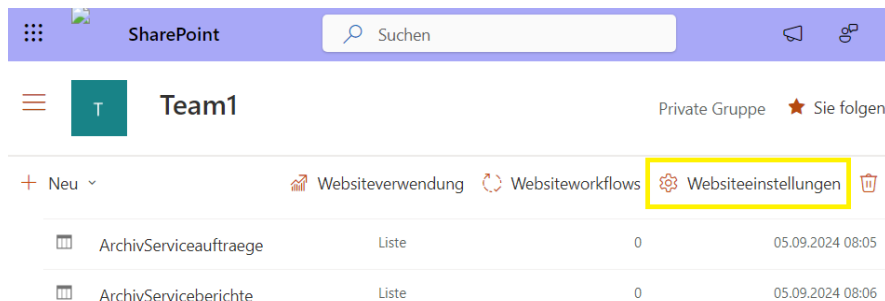 SharePoint Suchen
T Team1
Private Gruppe Sie folgen
Neu Websiteverwendung Websiteworkflows Websiteeinstellungen
ArchivServiceauftraege Liste 0 05.09.2024 08:05
ArchivServiceberichte Liste 0 05.09.2024 08:06